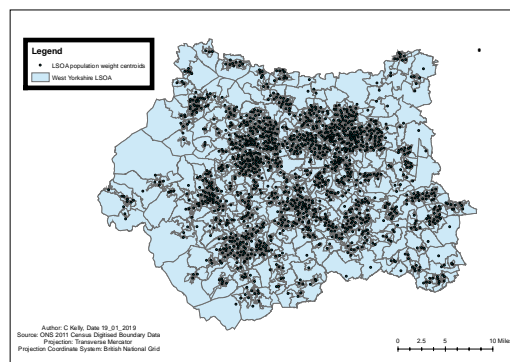 Legend
LSOA population weight centroids
West Yorkshire LSOA
Author: C Kelly, Date 19_01_2019
Source: ONS 2011 Census Digitised Boundary Data
Projection: Transverse Mercator
Projection Coordinate System: British National Grid
0 2.5 5 10 Miles